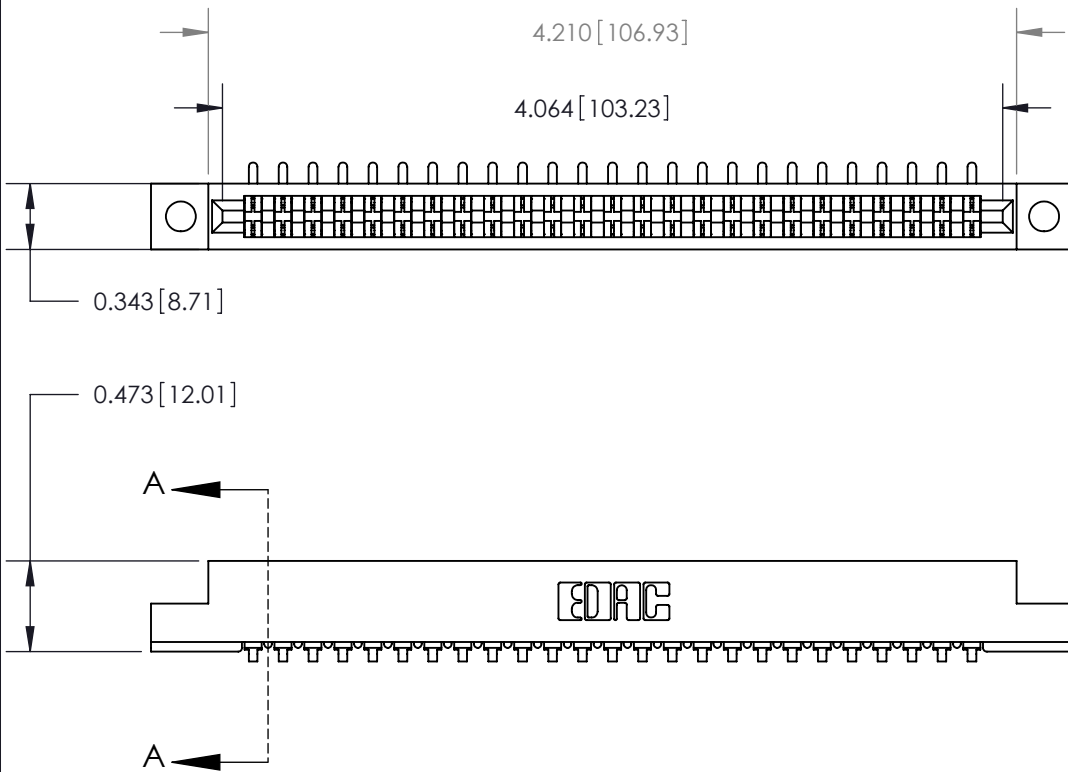 4.210 [106.93]
4.064 [103.23]
0.343 [8.71]
0.473 [12.01]
A
EDAC
A